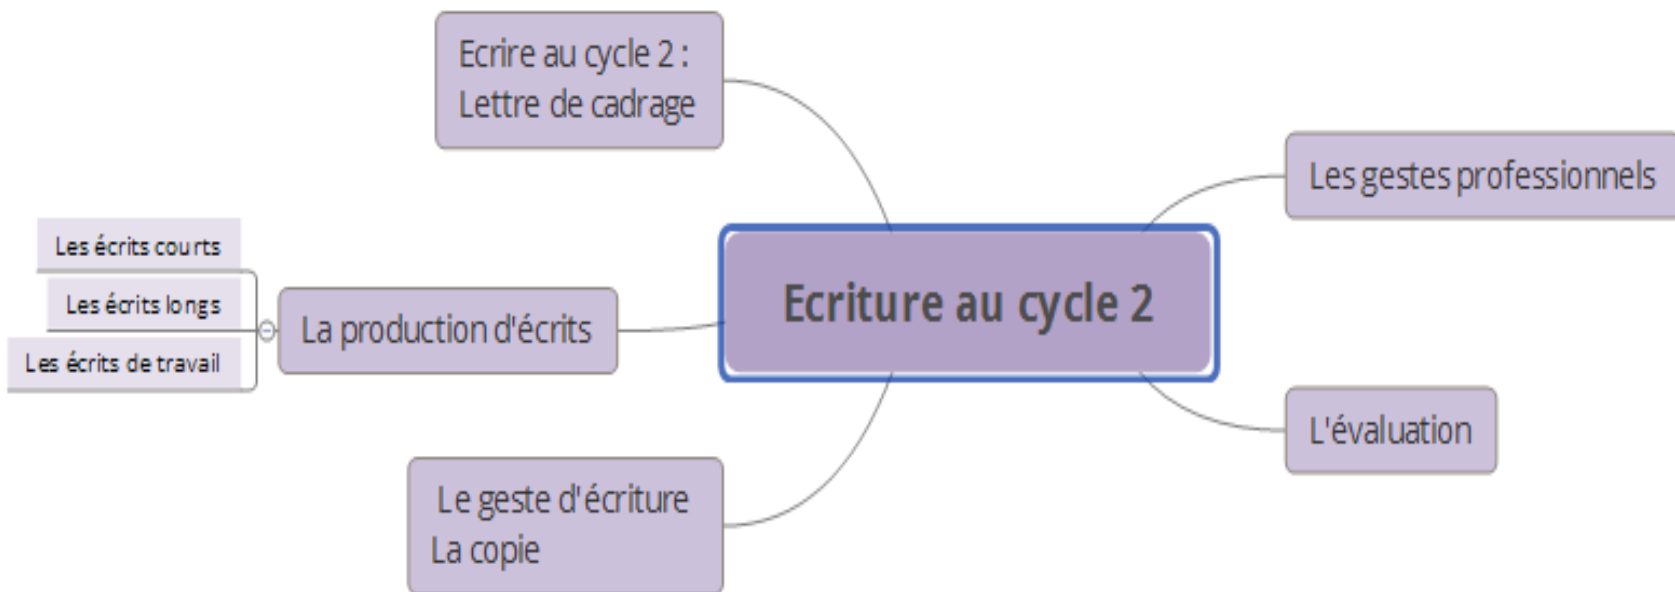 Ecrire au cycle 2 :
Lettre de cadrage
Les gestes professionnels
Les écrits courts
Les écrits longs
Les écrits de travail
La production d'écrits
Ecriture au cycle 2
L'évaluation
Le geste d'écriture
La copie